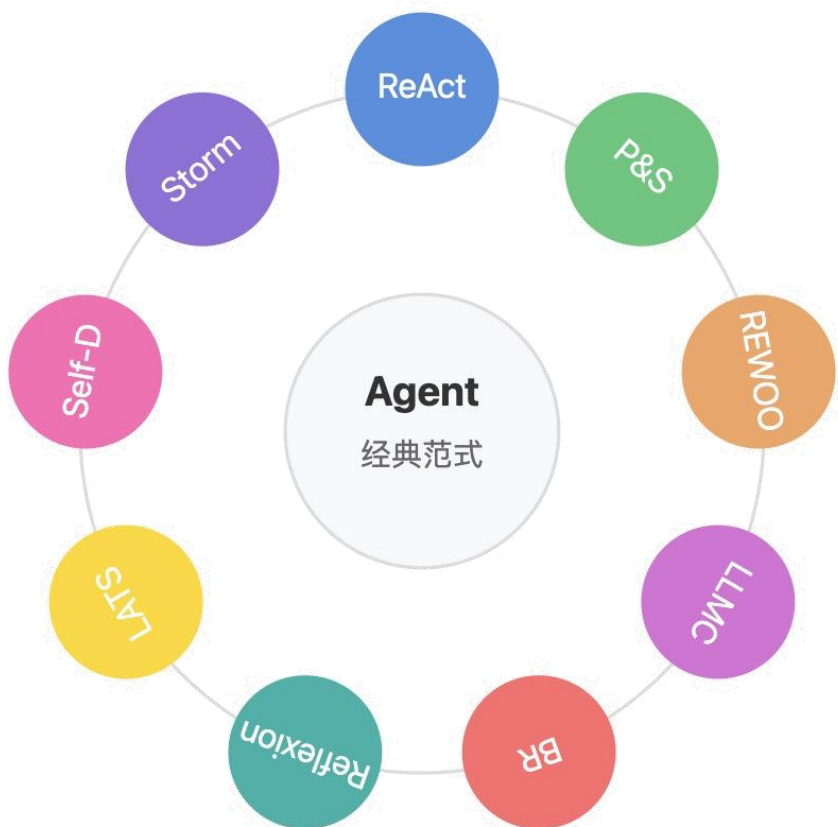 ReAct
P&S
REWOO
LLMC
BR
Reflexion
LATS
Self-D
Storm
Agent
经典范式